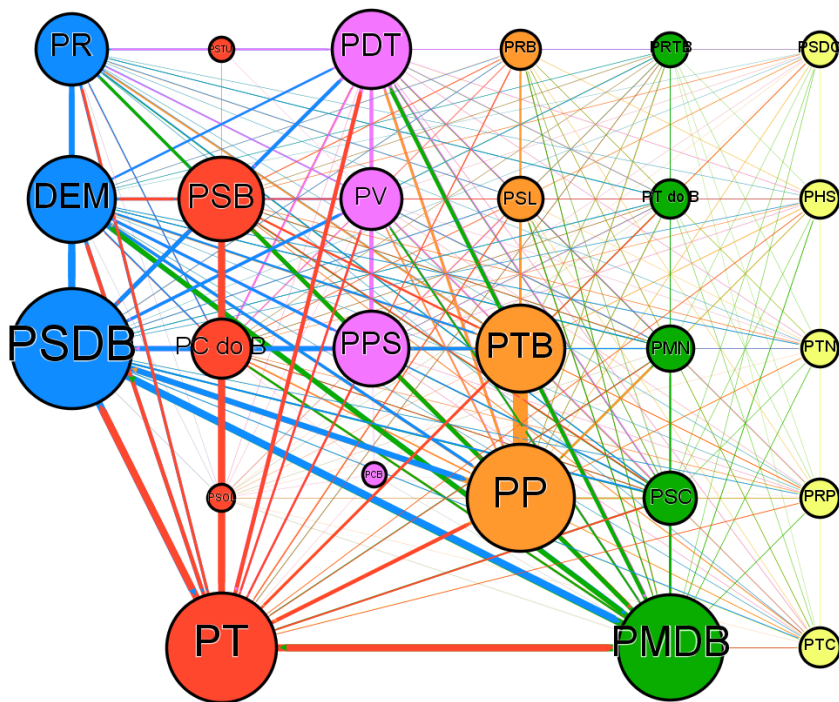 PR
PSTU
PDT
PRB
PRTB
PSDC
DEM
PSB
PV
PSL
PT do B
PHS
PSDB
PC do B
PPS
PTB
PMN
PTN
PSOL
PCB
PP
PSC
PRP
PT
PMDB
PTC